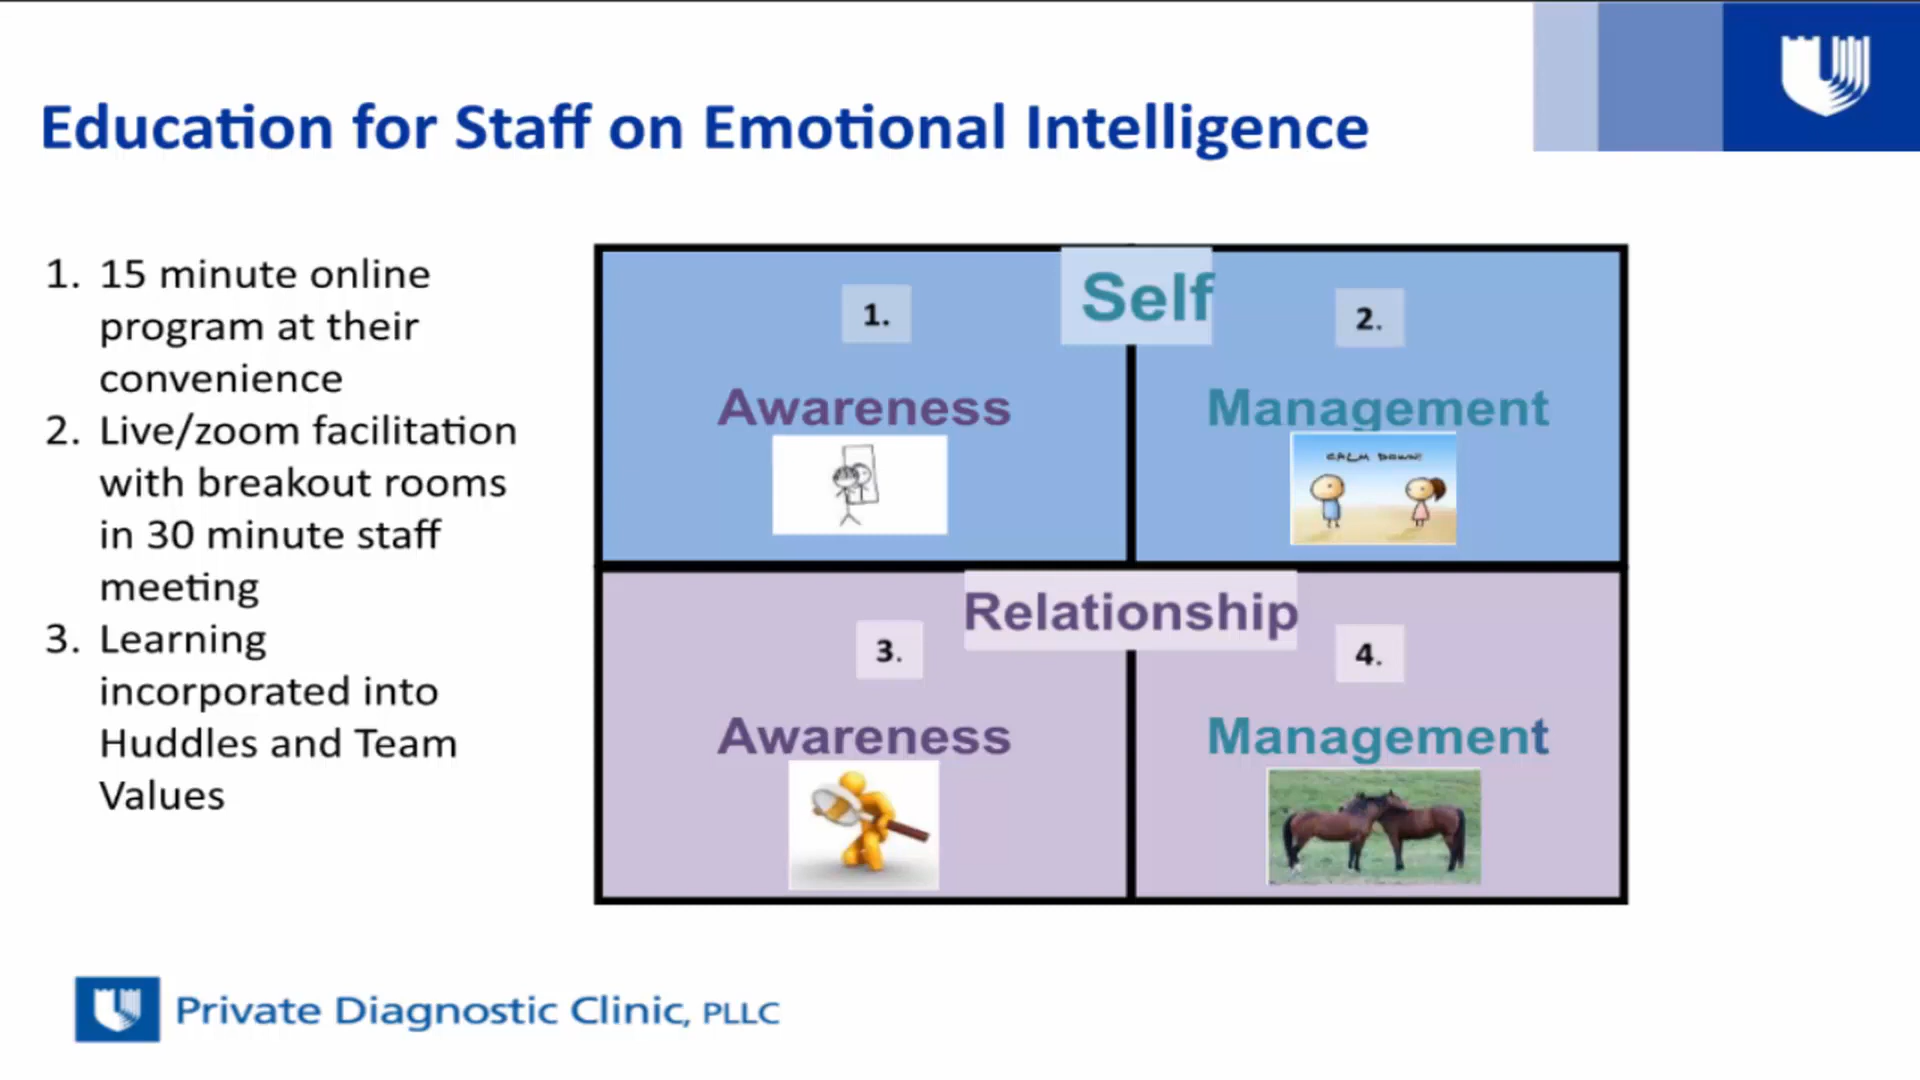 Education for Staff on Emotional Intelligence
1. 15 minute online
program at their
convenience
2. Live/zoom facilitation
with breakout rooms
in 30 minute staff
meeting
3. Learning
incorporated into
Huddles and Team
Values
Self
1.
2.
Awareness
Management
CALM DOWN!
Relationship
3.
4.
Awareness
Management
Private Diagnostic Clinic, PLLC